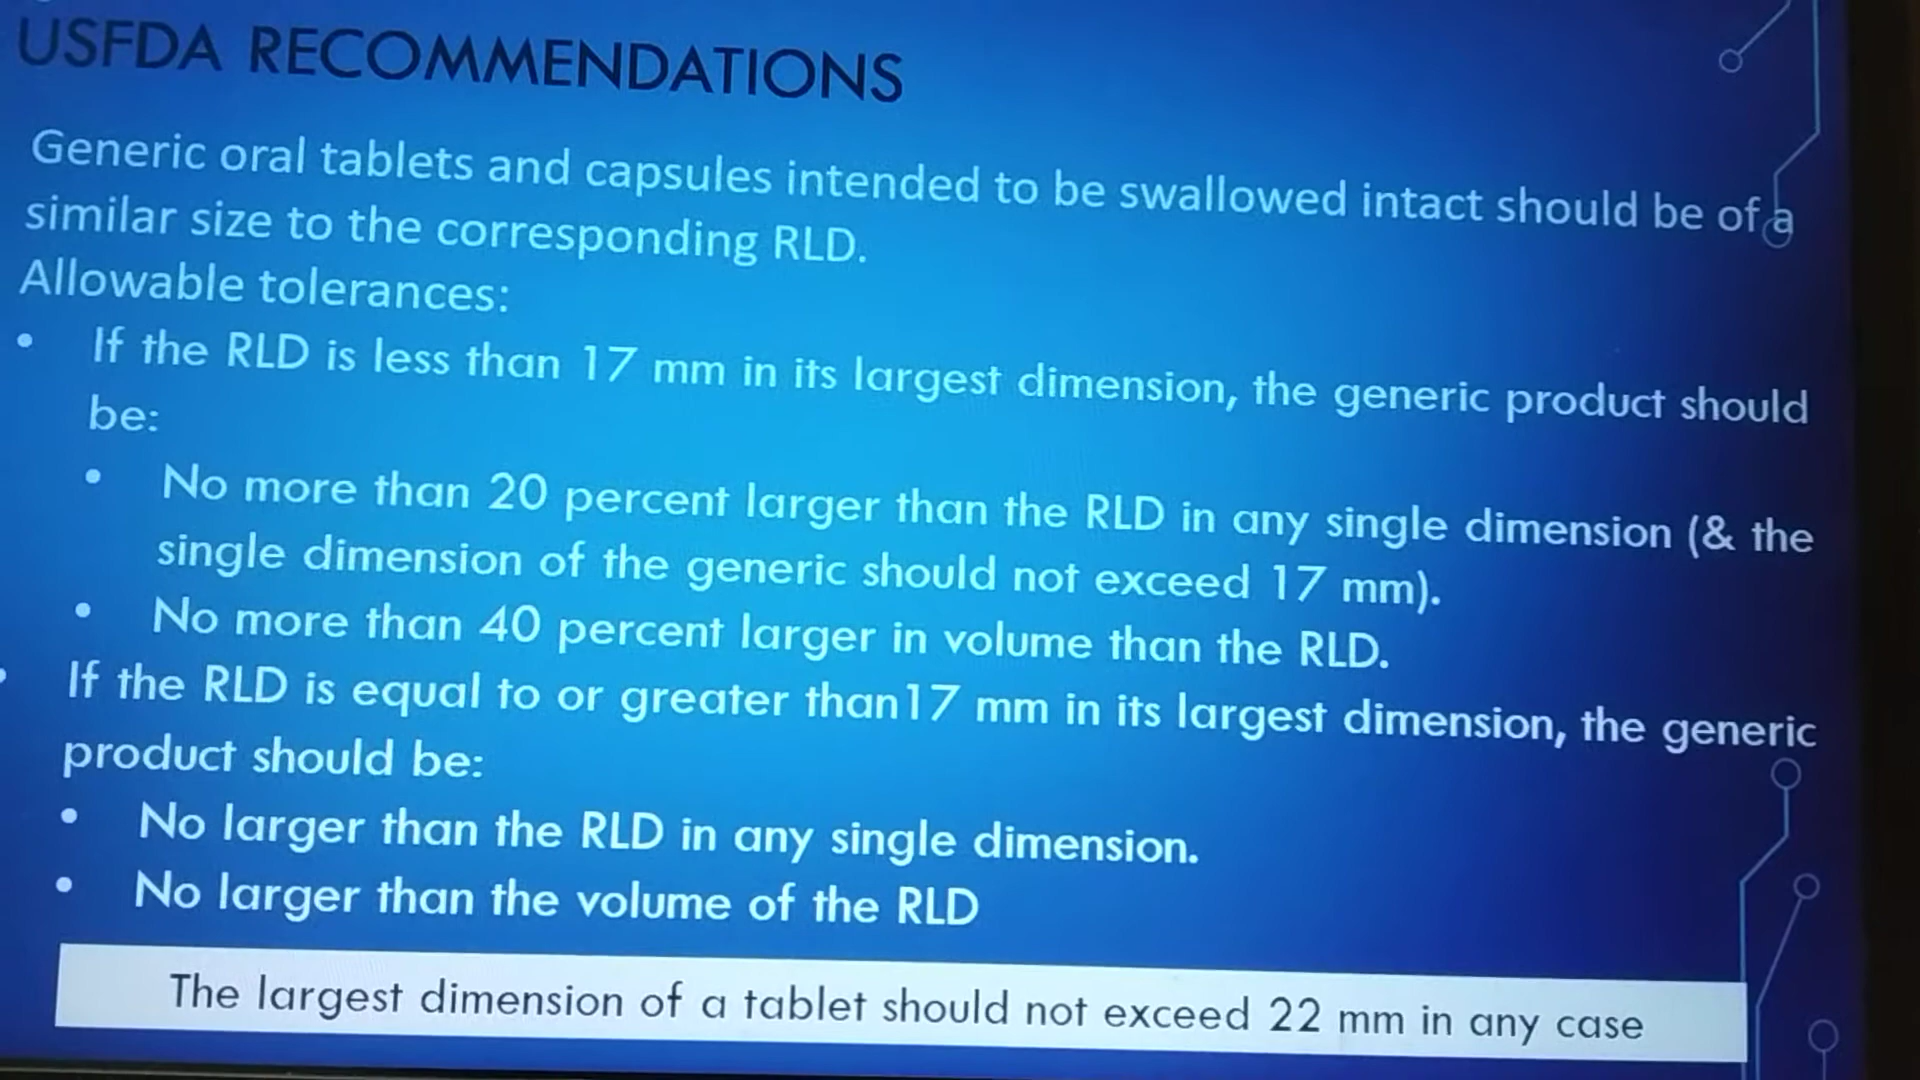 USFDA RECOMMENDATIONS
Generic oral tablets and capsules intended to be swallowed intact should be of a
similar size to the corresponding RLD.
Allowable tolerances:
• If the RLD is less than 17 mm in its largest dimension, the generic product should
be:
• No more than 20 percent larger than the RLD in any single dimension (& the
single dimension of the generic should not exceed 17 mm).
• No more than 40 percent larger in volume than the RLD.
• If the RLD is equal to or greater than17 mm in its largest dimension, the generic
product should be:
• No larger than the RLD in any single dimension.
• No larger than the volume of the RLD
The largest dimension of a tablet should not exceed 22 mm in any case